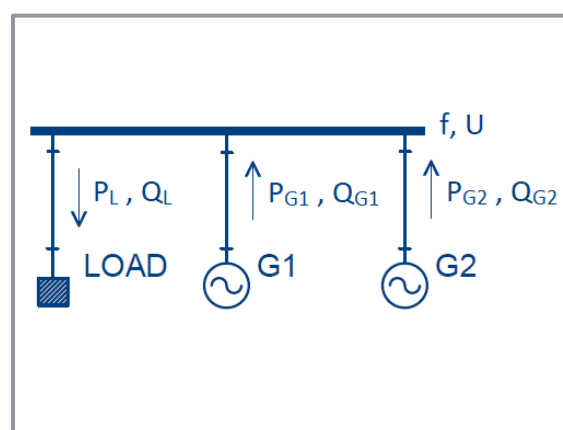 f, U
PL , QL
PG1 , QG1
PG2 , QG2
LOAD
G1
G2